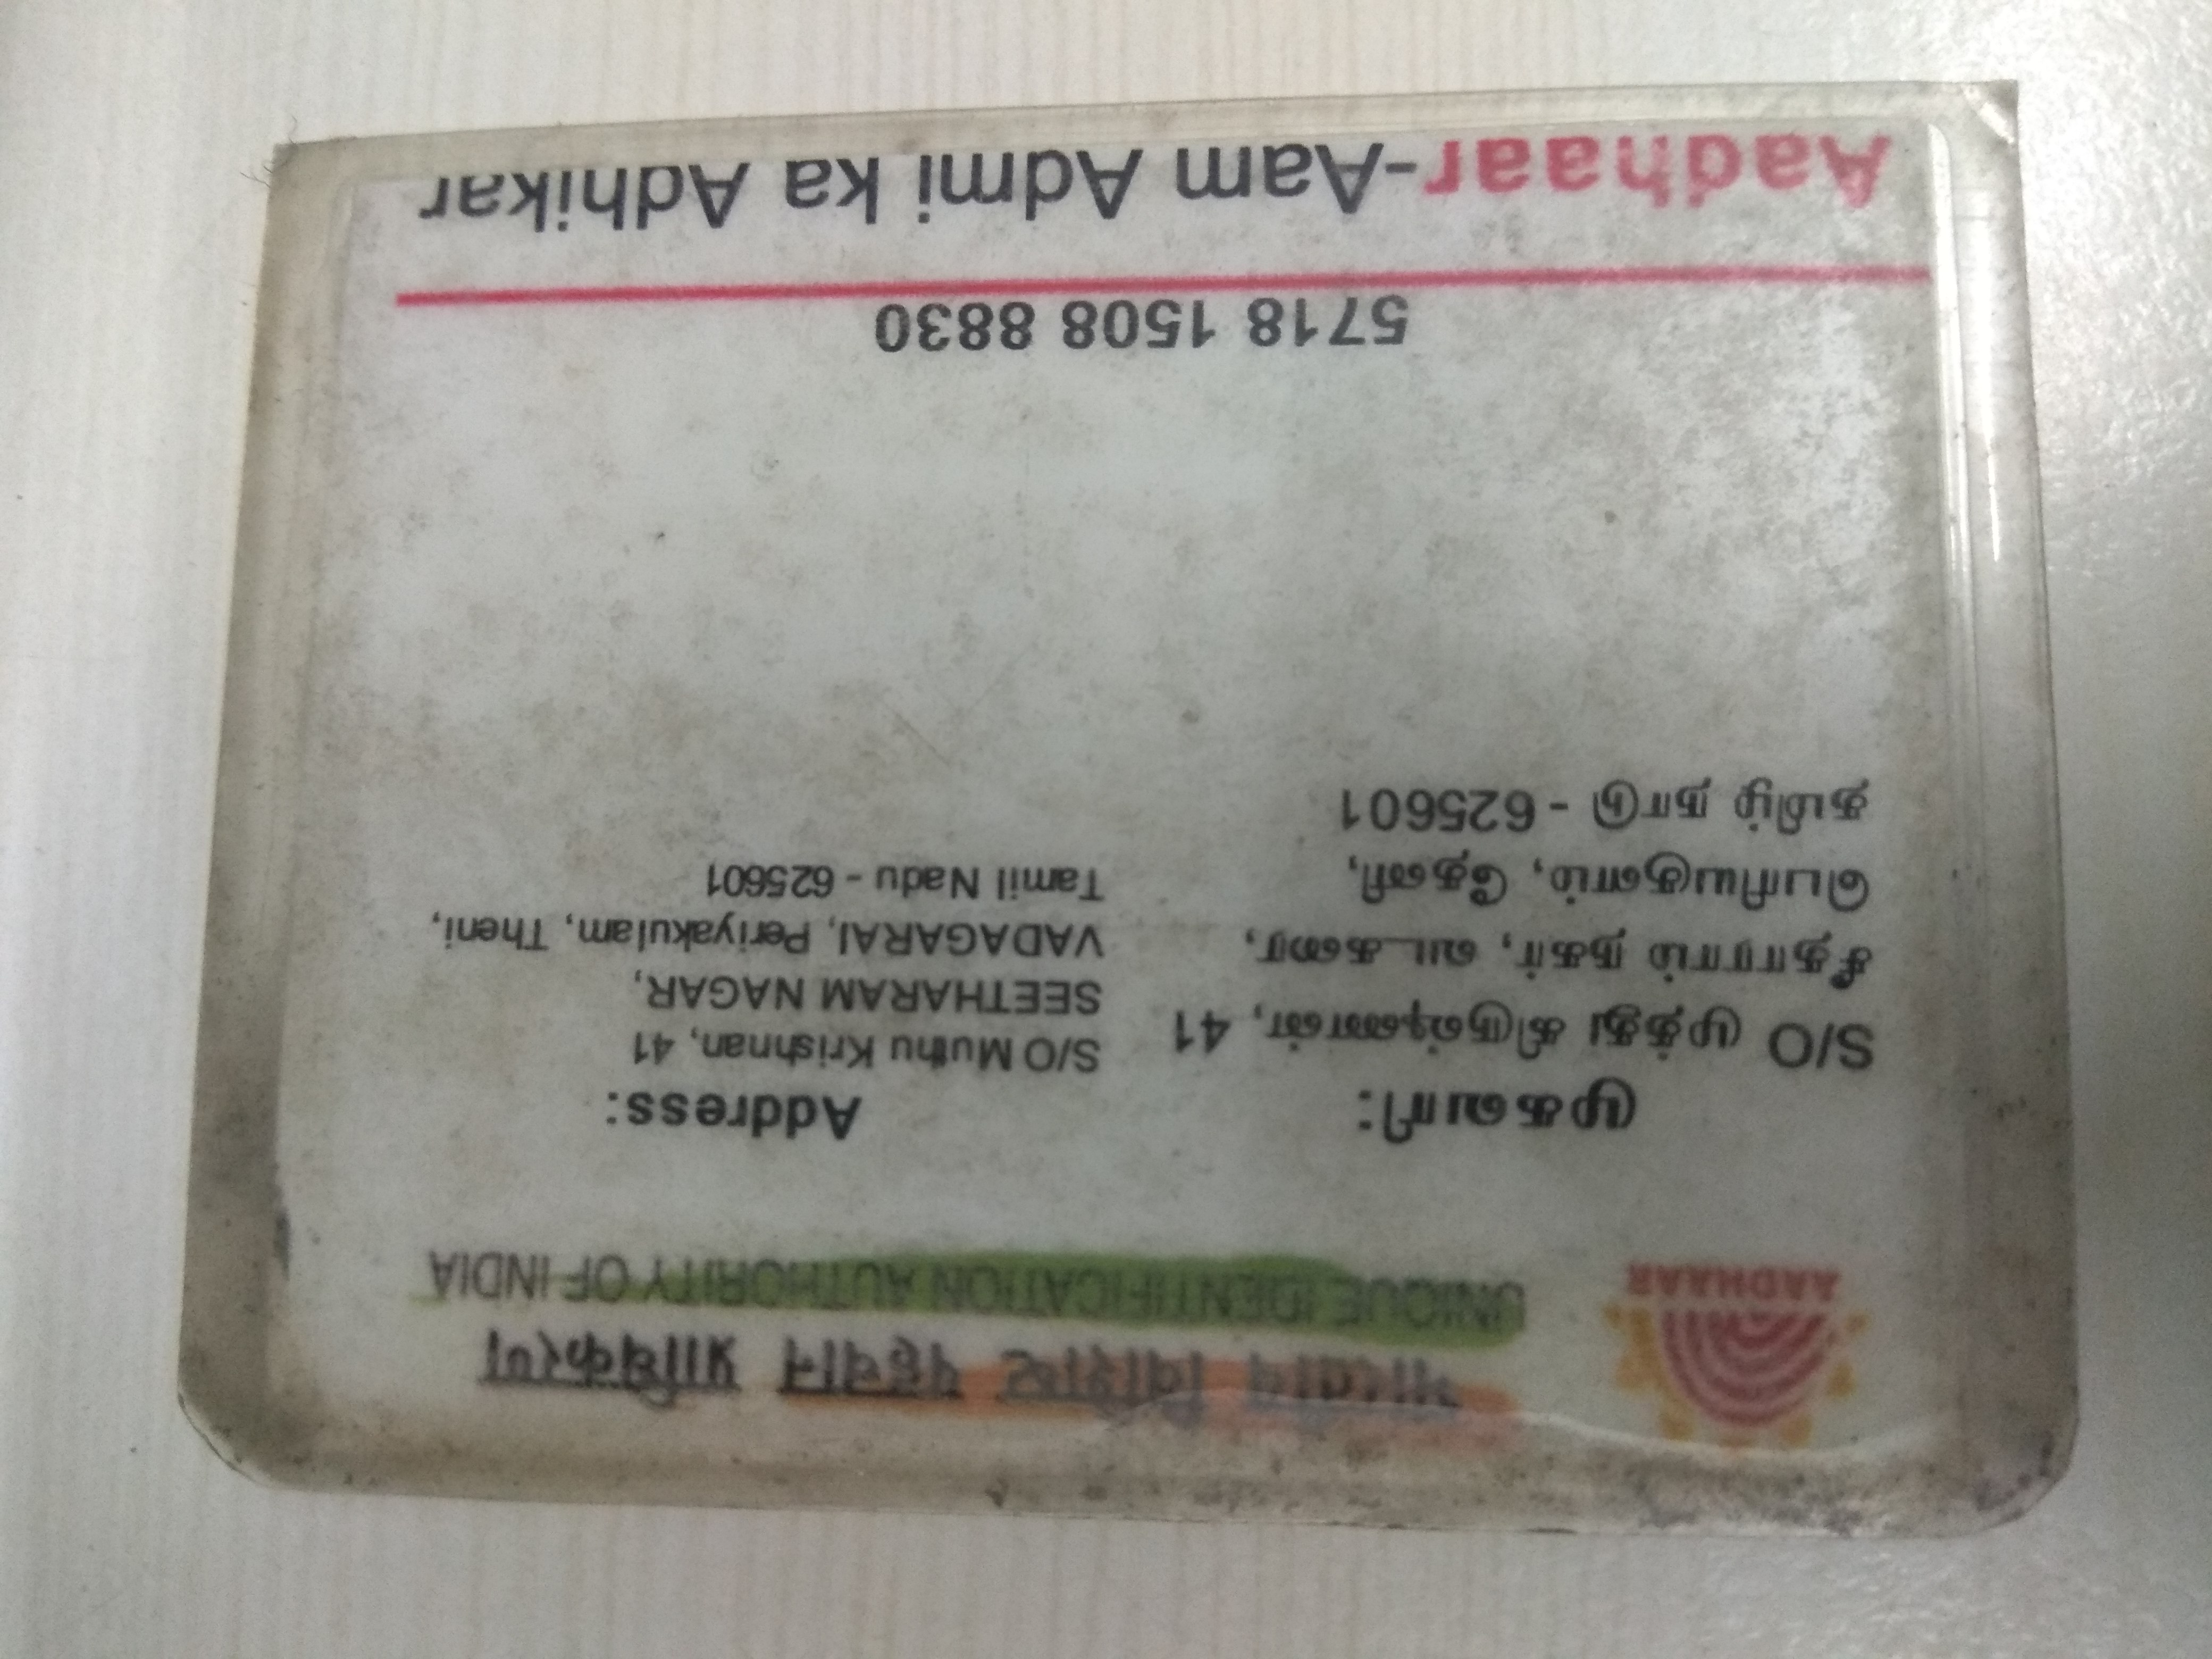 भारतीय विशिष्ट पहचान प्राधिकरण
UNIQUE IDENTIFICATION AUTHORITY OF INDIA
AADHAAR
முகவரி:
S/O முத்து கிருஷ்ணன், 41,
சீதாராம் நகர், வடகரை,
பெரியகுளம், தேனி,
தமிழ் நாடு - 625601
Address:
S/O Muthu Krishnan, 41
SEETHARAM NAGAR,
VADAGARAI, Periyakulam, Theni,
Tamil Nadu - 625601
5718 1508 8830
Aadhaar-Aam Admi ka Adhikar